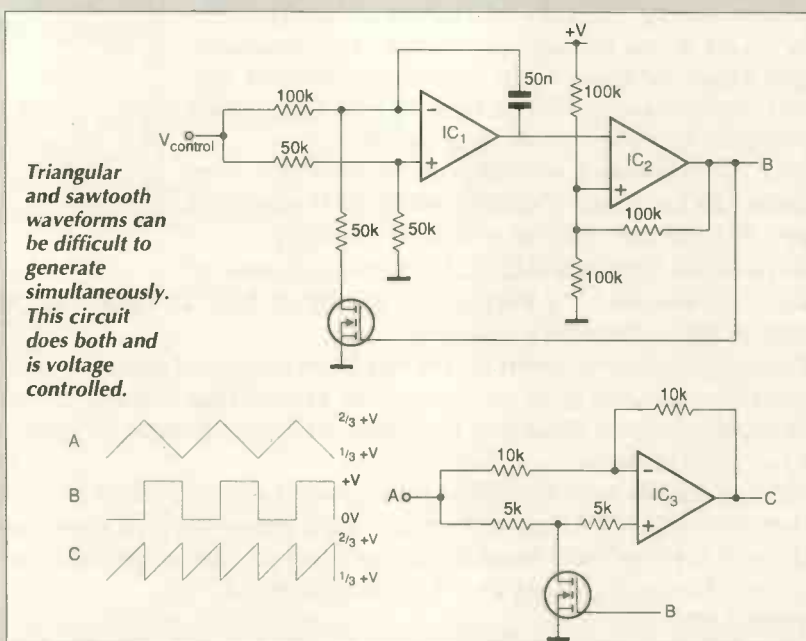 +V
100k
50n
100k
IC1
Vcontrol
50k
IC2
B
Triangular
and sawtooth
waveforms can
be difficult to
generate
simultaneously.
This circuit
does both and
is voltage
controlled.
50k
50k
100k
100k
A
2/3 +V
1/3 +V
B
+V
0V
C
2/3 +V
1/3 +V
10k
10k
A
IC3
C
5k
5k
B